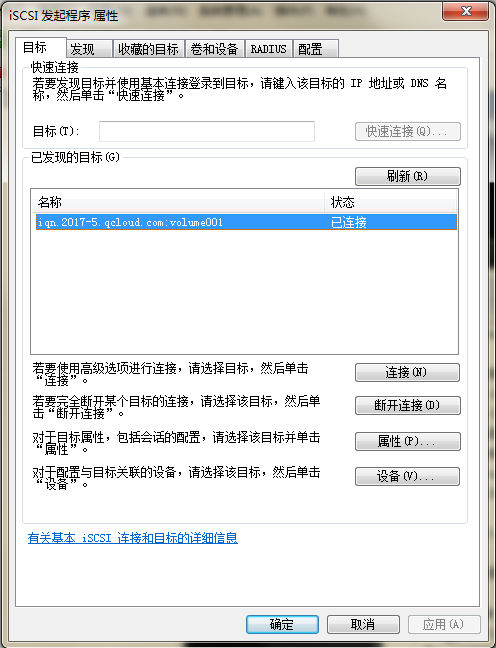 iSCSI 发起程序 属性
目标 发现 收藏的目标 卷和设备 RADIUS 配置
快速连接
若要发现目标并使用基本连接登录到目标，请键入该目标的 IP 地址或 DNS 名
称，然后单击“快速连接”。
目标(T): 快速连接(Q)...
已发现的目标(G)
刷新(R)
名称 状态
iqn.2017-5.qcloud.com:volume001 已连接
若要使用高级选项进行连接，请选择目标，然后单击
“连接”。
连接(N)
若要完全断开某个目标的连接，请选择该目标，然后单
击“断开连接”。
断开连接(D)
对于目标属性，包括会话的配置，请选择该目标并单击
“属性”。
属性(P)...
对于配置与目标关联的设备，请选择该目标，然后单击
“设备”。
设备(V)...
有关基本 iSCSI 连接和目标的详细信息
确定 取消 应用(A)